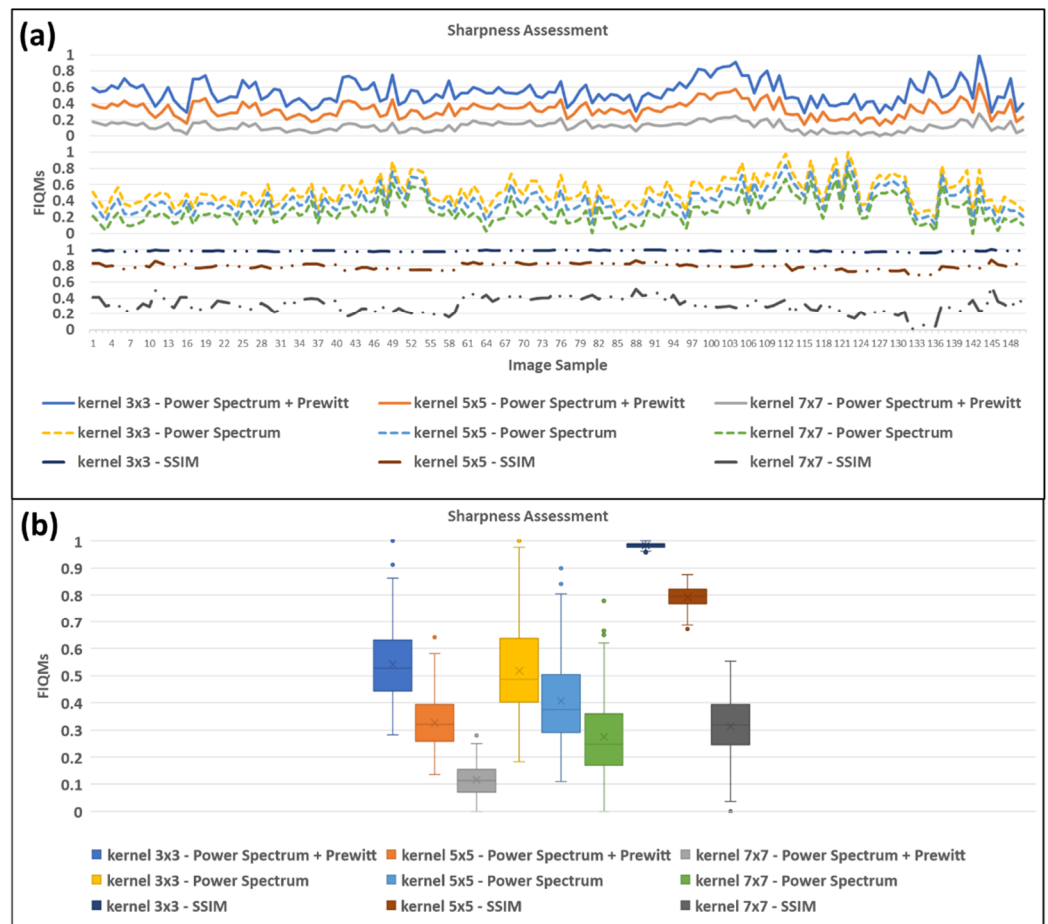 (a)
Sharpness Assessment
1
0.8
0.6
0.4
0.2
0
1
0.8
0.6
0.4
0.2
0
1
0.8
0.6
0.4
0.2
0
FIQMs
1 4 7 10 13 16 19 22 25 28 31 34 37 40 43 46 49 52 55 58 61 64 67 70 73 76 79 82 85 88 91 94 97 100 103 106 109 112 115 118 121 124 127 130 133 136 139 142 145 148
Image Sample
kernel 3x3 - Power Spectrum + Prewitt kernel 5x5 - Power Spectrum + Prewitt kernel 7x7 - Power Spectrum + Prewitt
kernel 3x3 - Power Spectrum kernel 5x5 - Power Spectrum kernel 7x7 - Power Spectrum
kernel 3x3 - SSIM kernel 5x5 - SSIM kernel 7x7 - SSIM
(b)
Sharpness Assessment
1
0.9
0.8
0.7
0.6
0.5
0.4
0.3
0.2
0.1
0
FIQMs
kernel 3x3 - Power Spectrum + Prewitt kernel 5x5 - Power Spectrum + Prewitt kernel 7x7 - Power Spectrum + Prewitt
kernel 3x3 - Power Spectrum kernel 5x5 - Power Spectrum kernel 7x7 - Power Spectrum
kernel 3x3 - SSIM kernel 5x5 - SSIM kernel 7x7 - SSIM